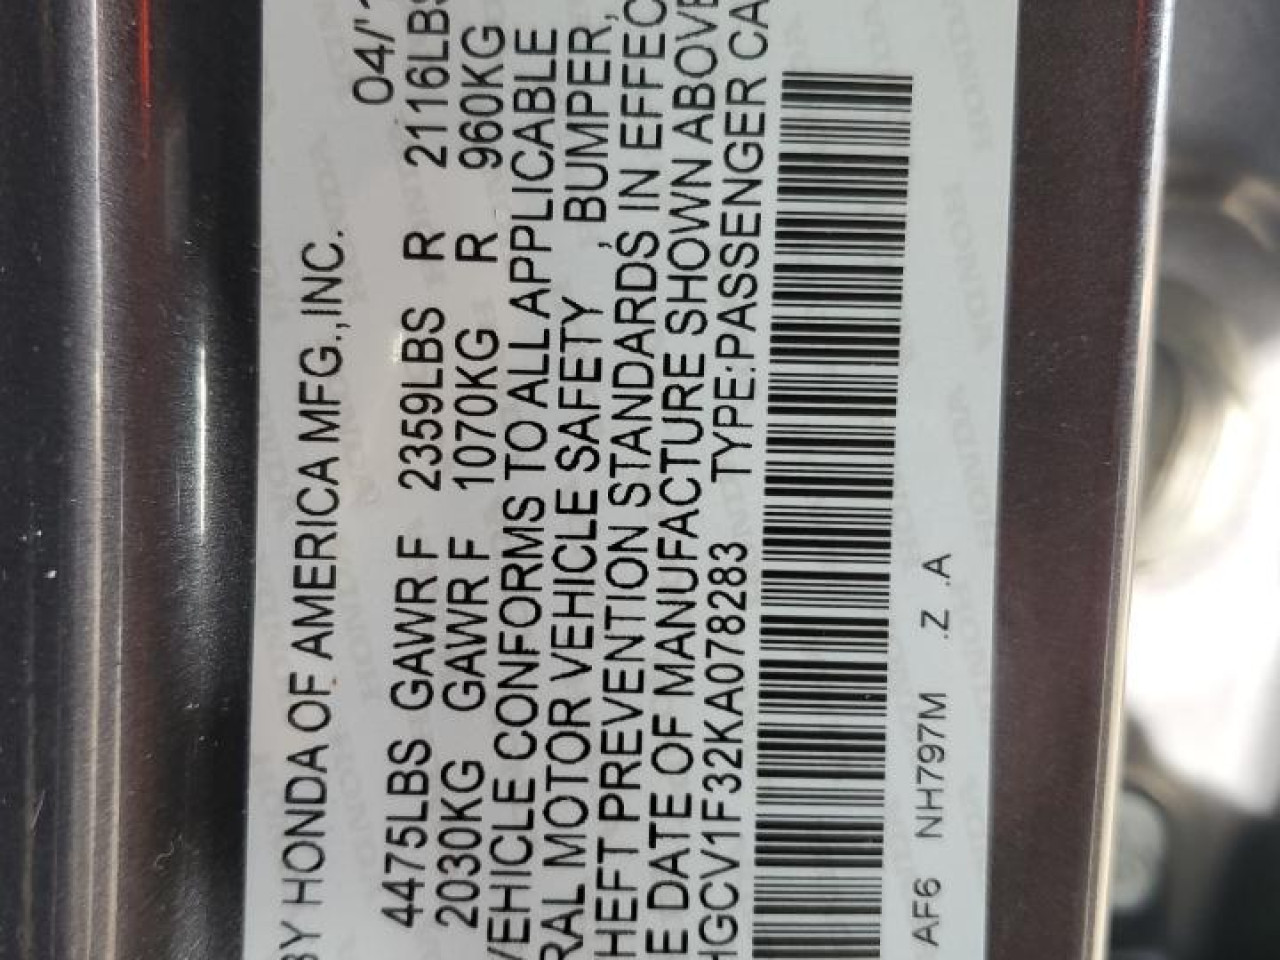 BY HONDA OF AMERICA MFG.,INC.
04/'1
4475LBS GAWR F 2359LBS R 2116LBS
2030KG GAWR F 1070KG R 960KG
VEHICLE CONFORMS TO ALL APPLICABLE
RAL MOTOR VEHICLE SAFETY , BUMPER,
HEFT PREVENTION STANDARDS IN EFFEC
E DATE OF MANUFACTURE SHOWN ABOVE
HGCV1F32KA078283 TYPE:PASSENGER CA
AF6 NH797M .Z .A